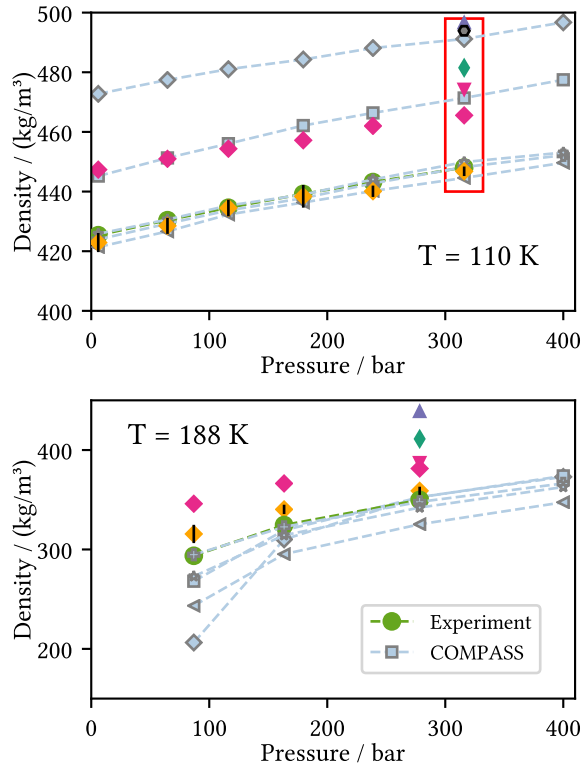 500
480
460
440
420
400
Density / (kg/m³)
T = 110 K
0
100
200
300
400
Pressure / bar
400
300
200
Density / (kg/m³)
T = 188 K
Experiment
COMPASS
0
100
200
300
400
Pressure / bar